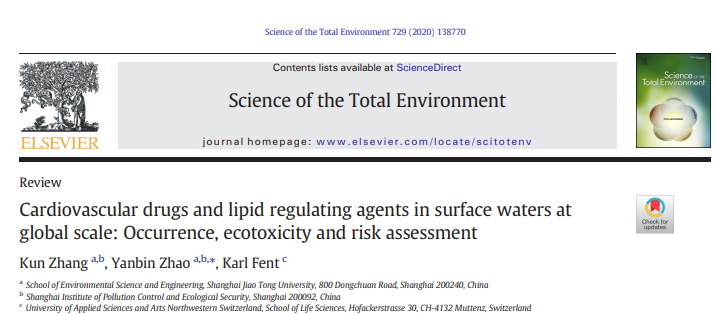 Science of the Total Environment 729 (2020) 138770
Contents lists available at ScienceDirect
Science of the Total Environment
journal homepage: www.elsevier.com/locate/scitotenv
ELSEVIER
Science
Total Environment
Review
Cardiovascular drugs and lipid regulating agents in surface waters at
global scale: Occurrence, ecotoxicity and risk assessment
Check for
updates
Kun Zhang a,b, Yanbin Zhao a,b,*, Karl Fent c
a School of Environmental Science and Engineering, Shanghai Jiao Tong University, 800 Dongchuan Road, Shanghai 200240, China
b Shanghai Institute of Pollution Control and Ecological Security, Shanghai 200092, China
c University of Applied Sciences and Arts Northwestern Switzerland, School of Life Sciences, Hofackerstrasse 30, CH-4132 Muttenz, Switzerland